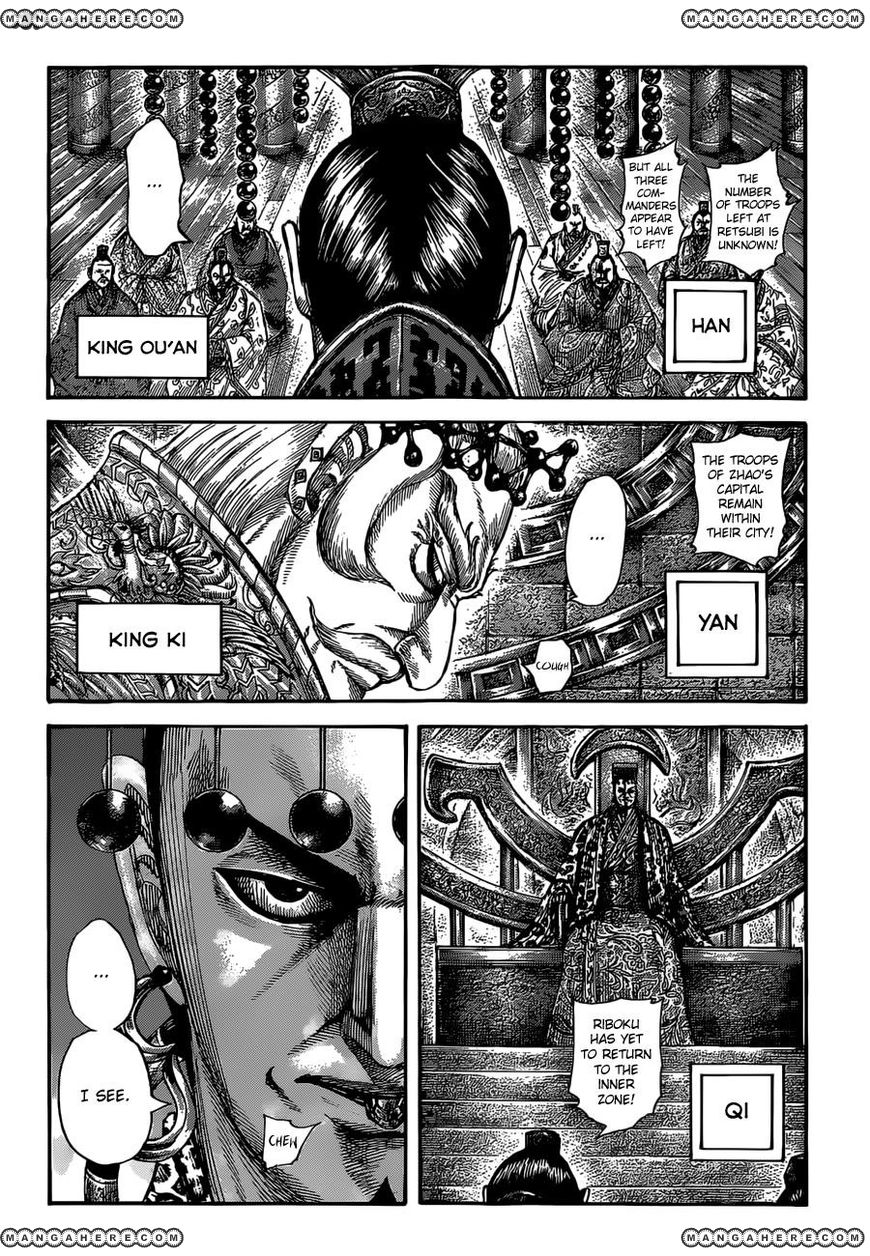 MANGAHERE.COM
MANGAHERE.COM
THE
NUMBER
OF TROOPS
LEFT AT
RETSUBI IS
UNKNOWN!
BUT ALL
THREE
COM-
MANDERS
APPEAR
TO HAVE
LEFT!
HAN
...
KING OU'AN
THE TROOPS
OF ZHAO'S
CAPITAL
REMAIN
WITHIN
THEIR CITY!
YAN
...
COUGH
KING KI
RIBOKU
HAS YET
TO RETURN
TO THE
INNER
ZONE!
QI
...
I SEE.
CHEW
MANGAHERE.COM
MANGAHERE.COM